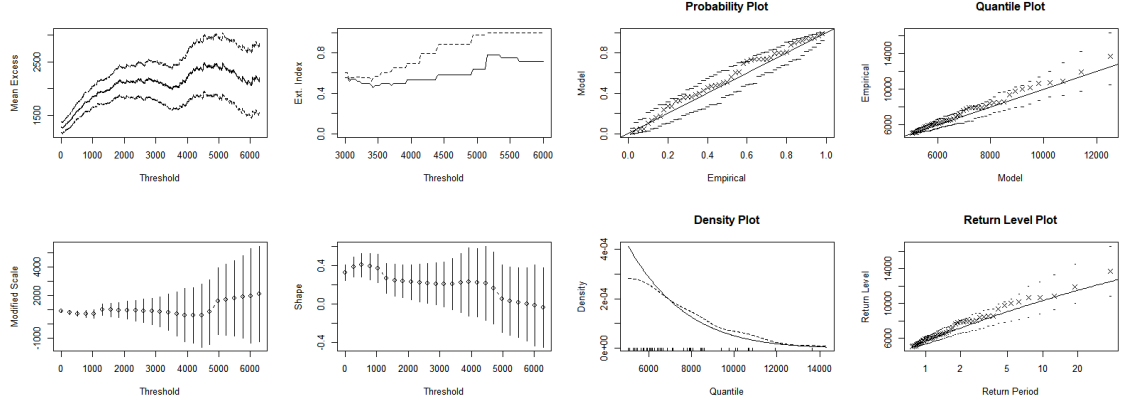 Mean Excess
1500 2500
0 1000 2000 3000 4000 5000 6000
Threshold
Ext. Index
0.0 0.4 0.8
3000 3500 4000 4500 5000 5500 6000
Threshold
Probability Plot
Model
0.0 0.4 0.8
0.0 0.2 0.4 0.6 0.8 1.0
Empirical
Quantile Plot
Empirical
6000 10000 14000
6000 8000 10000 12000
Model
Modified Scale
-1000 2000 4000
0 1000 2000 3000 4000 5000 6000
Threshold
Shape
-0.4 0.0 0.4
0 1000 2000 3000 4000 5000 6000
Threshold
Density Plot
Density
0e+00 2e-04 4e-04
6000 8000 10000 12000 14000
Quantile
Return Level Plot
Return Level
6000 10000 14000
1 2 5 10 20
Return Period